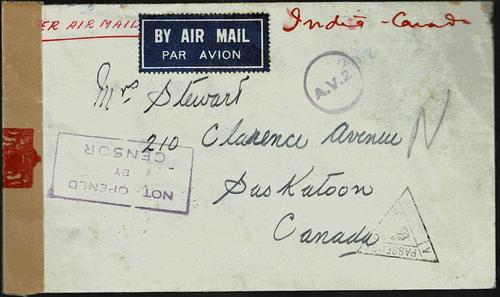 PER AIR MAIL
BY AIR MAIL
PAR AVION
India - Canada
A.V.2.
Mrs Stewart
210 Clarence Avenue
N
Saskatoon
Canada
NOT OPENED
BY
CENSOR
PASSED
A